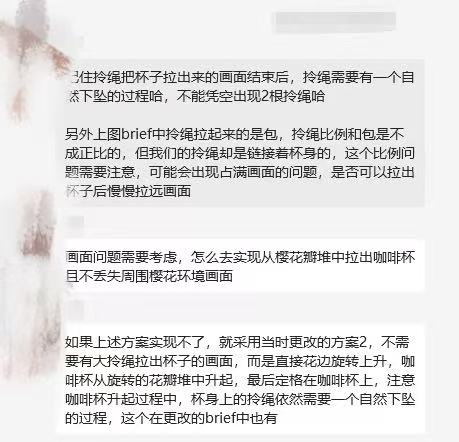 住拎绳把杯子拉出来的画面结束后，拎绳需要有一个自
然下坠的过程哈，不能凭空出现2根拎绳哈
另外上图brief中拎绳拉起来的是包，拎绳比例和包是不
成正比的，但我们的拎绳却是链接着杯身的，这个比例问
题需要注意，可能会出现占满画面的问题，是否可以拉出
杯子后慢慢拉远画面
画面问题需要考虑，怎么去实现从樱花瓣堆中拉出咖啡杯
且不丢失周围樱花环境画面
如果上述方案实现不了，就采用当时更改的方案2，不需
要有大拎绳拉出杯子的画面，而是直接花边旋转上升，咖
啡杯从旋转的花瓣堆中升起，最后定格在咖啡杯上，注意
咖啡杯升起过程中，杯身上的拎绳依然需要一个自然下坠
的过程，这个在更改的brief中也有